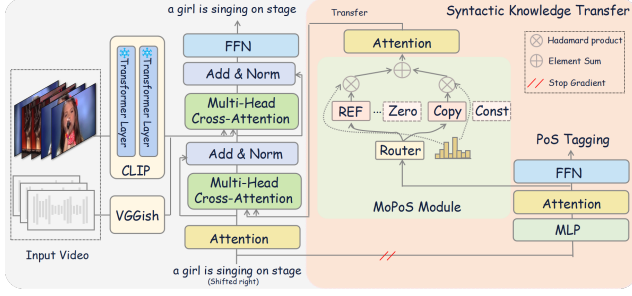 a girl is singing on stage
Transfer
Syntactic Knowledge Transfer
FFN
Attention
Hadamard product
Element Sum
Stop Gradient
Add & Norm
Transformer Layer
Transformer Layer
Multi-Head
Cross-Attention
REF
... Zero
Copy
Const
CLIP
Add & Norm
Router
PoS Tagging
Multi-Head
Cross-Attention
FFN
VGGish
MoPoS Module
Attention
Attention
MLP
Input Video
a girl is singing on stage
(Shifted right)